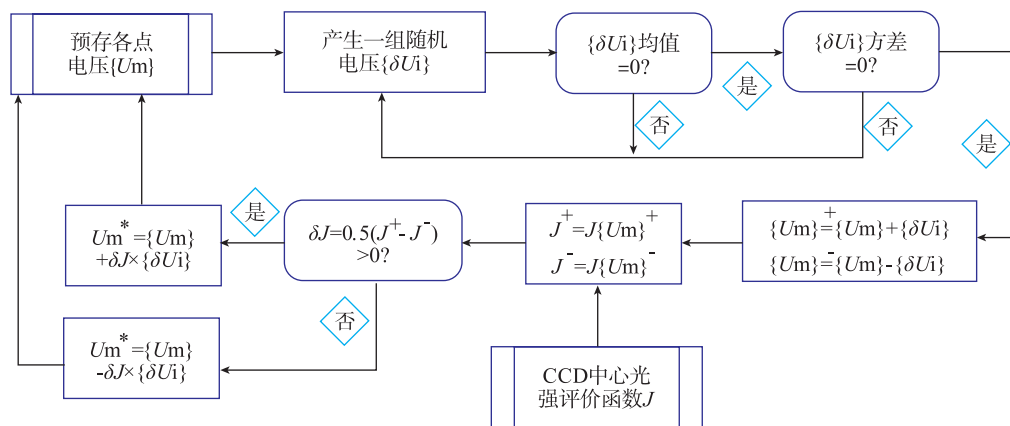 预存各点
电压{Um}
产生一组随机
电压{δUi}
{δUi}均值
=0?
是
{δUi}方差
=0?
否
否
是
{Um}⁺={Um}+{δUi}
{Um}⁻={Um}-{δUi}
J⁺=J{Um}⁺
J⁻=J{Um}⁻
δJ=0.5(J⁺-J⁻)
>0?
是
Um*={Um}
+δJ×{δUi}
否
Um*={Um}
-δJ×{δUi}
CCD中心光
强评价函数J